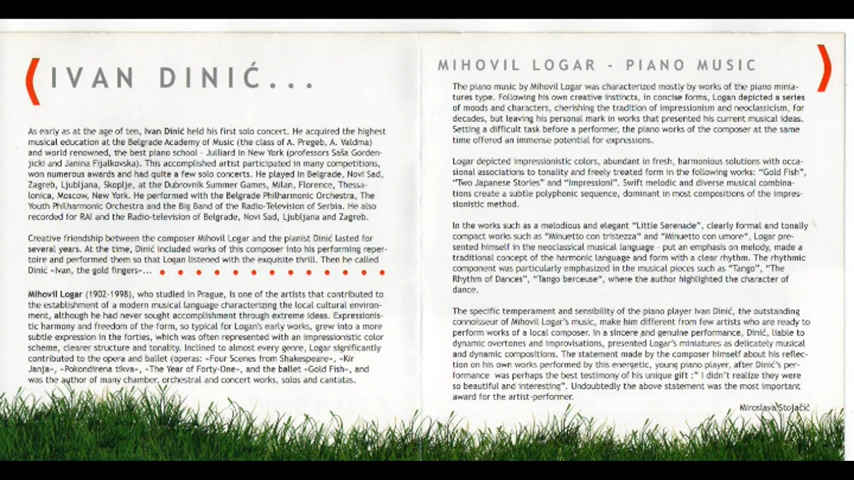 IVAN DINIĆ...
As early as at the age of ten, Ivan Dinić held his first solo concert. He acquired the highest
musical education at the Belgrade Academy of Music (the class of A. Pregeb, A. Valdma)
and world renowned, the best piano school - Julliard in New York (professors Saša Gorden-
jicki and Janina Fijalkovska). This accomplished artist participated in many competitions,
won numerous awards and had quite a few solo concerts. He played in Belgrade, Novi Sad,
Zagreb, Ljubljana, Skoplje, at the Dubrovnik Summer Games, Milan, Florence, Thessa-
lonica, Moscow, New York. He performed with the Belgrade Philharmonic Orchestra, The
Youth Philharmonic Orchestra and the Big Band of the Radio-Television of Serbia. He also
recorded for RAI and the Radio-television of Belgrade, Novi Sad, Ljubljana and Zagreb.
Creative friendship between the composer Mihovil Logar and the pianist Dinić lasted for
several years. At the time, Dinić included works of this composer into his performing reper-
toire and performed them so that Logan listened with the exquisite thrill. Then he called
Dinić «Ivan, the gold fingers»...
Mihovil Logar (1902-1998), who studied in Prague, is one of the artists that contributed to
the establishment of a modern musical language characterizing the local cultural environ-
ment, although he had never sought accomplishment through extreme ideas. Expressionis-
tic harmony and freedom of the form, so typical for Logan's early works, grew into a more
subtle expression in the forties, which was often represented with an impressionistic color
scheme, clearer structure and tonality. Inclined to almost every genre, Logar significantly
contributed to the opera and ballet (operas: «Four Scenes from Shakespeare», «Kir
Janja», «Pokondirena tikva», «The Year of Forty-One», and the ballet «Gold Fish», and
was the author of many chamber, orchestral and concert works, solos and cantatas.
MIHOVIL LOGAR - PIANO MUSIC
The piano music by Mihovil Logar was characterized mostly by works of the piano minia-
tures type. Following his own creative instincts, in concise forms, Logan depicted a series
of moods and characters, cherishing the tradition of impressionism and neoclassicism, for
decades, but leaving his personal mark in works that presented his current musical ideas.
Setting a difficult task before a performer, the piano works of the composer at the same
time offered an immense potential for expressions.
Logar depicted impressionistic colors, abundant in fresh, harmonious solutions with occa-
sional associations to tonality and freely treated form in the following works: "Gold Fish",
"Two Japanese Stories" and "Impressioni". Swift melodic and diverse musical combina-
tions create a subtle polyphonic sequence, dominant in most compositions of the impres-
sionistic method.
In the works such as a melodious and elegant "Little Serenade", clearly formal and tonally
compact works such as "Minuetto con tristezza" and "Minuetto con umore", Logar pre-
sented himself in the neoclassical musical language - put an emphasis on melody, made a
traditional concept of the harmonic language and form with a clear rhythm. The rhythmic
component was particularly emphasized in the musical pieces such as "Tango", "The
Rhythm of Dances", "Tango berceuse", where the author highlighted the character of
dance.
The specific temperament and sensibility of the piano player Ivan Dinić, the outstanding
connoisseur of Mihovil Logar's music, make him different from few artists who are ready to
perform works of a local composer. In a sincere and genuine performance, Dinić, liable to
dynamic overtones and improvisations, presented Logar's miniatures as delicately musical
and dynamic compositions. The statement made by the composer himself about his reflec-
tion on his own works performed by this energetic, young piano player, after Dinić's per-
formance was perhaps the best testimony of his unique gift :" I didn't realize they were
so beautiful and interesting". Undoubtedly the above statement was the most important
award for the artist-performer.
Miroslava Stojačić